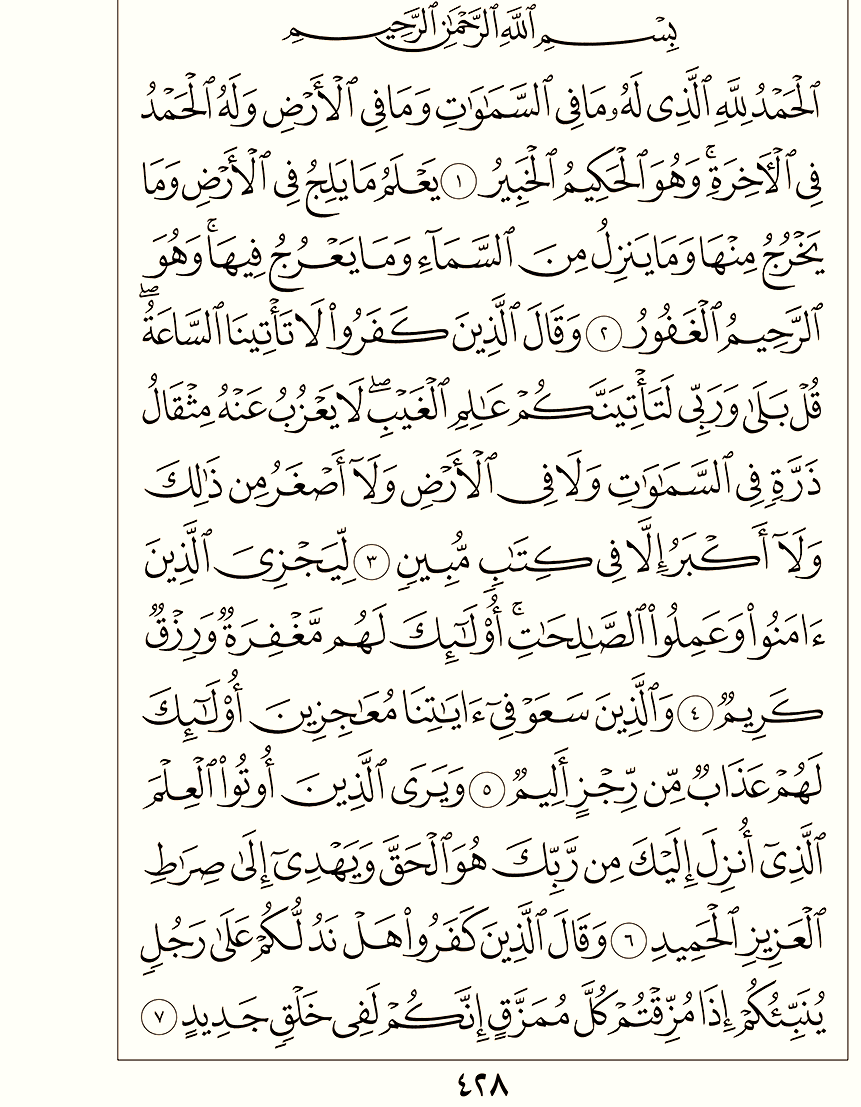 بِسْمِ ٱللَّهِ ٱلرَّحْمَٰنِ ٱلرَّحِيمِ
ٱلْحَمْدُ لِلَّهِ ٱلَّذِى لَهُۥ مَا فِى ٱلسَّمَٰوَٰتِ وَمَا فِى ٱلْأَرْضِ وَلَهُ ٱلْحَمْدُ
فِى ٱلْءَاخِرَةِ ۚ وَهُوَ ٱلْحَكِيمُ ٱلْخَبِيرُ ١ يَعْلَمُ مَا يَلِجُ فِى ٱلْأَرْضِ وَمَا
يَخْرُجُ مِنْهَا وَمَا يَنزِلُ مِنَ ٱلسَّمَآءِ وَمَا يَعْرُجُ فِيهَا ۚ وَهُوَ
ٱلرَّحِيمُ ٱلْغَفُورُ ٢ وَقَالَ ٱلَّذِينَ كَفَرُوا۟ لَا تَأْتِينَا ٱلسَّاعَةُ ۖ
قُلْ بَلَىٰ وَرَبِّى لَتَأْتِيَنَّكُمْ عَٰلِمِ ٱلْغَيْبِ ۖ لَا يَعْزُبُ عَنْهُ مِثْقَالُ
ذَرَّةٍ فِى ٱلسَّمَٰوَٰتِ وَلَا فِى ٱلْأَرْضِ وَلَآ أَصْغَرُ مِن ذَٰلِكَ
وَلَآ أَكْبَرُ إِلَّا فِى كِتَٰبٍ مُّبِينٍ ٣ لِّيَجْزِىَ ٱلَّذِينَ
ءَامَنُوا۟ وَعَمِلُوا۟ ٱلصَّٰلِحَٰتِ ۚ أُو۟لَٰٓئِكَ لَهُم مَّغْفِرَةٌ وَرِزْقٌ
كَرِيمٌ ٤ وَٱلَّذِينَ سَعَوْ فِىٓ ءَايَٰتِنَا مُعَٰجِزِينَ أُو۟لَٰٓئِكَ
لَهُمْ عَذَابٌ مِّن رِّجْزٍ أَلِيمٌ ٥ وَيَرَى ٱلَّذِينَ أُوتُوا۟ ٱلْعِلْمَ
ٱلَّذِىٓ أُنزِلَ إِلَيْكَ مِن رَّبِّكَ هُوَ ٱلْحَقَّ وَيَهْدِىٓ إِلَىٰ صِرَٰطِ
ٱلْعَزِيزِ ٱلْحَمِيدِ ٦ وَقَالَ ٱلَّذِينَ كَفَرُوا۟ هَلْ نَدُلُّكُمْ عَلَىٰ رَجُلٍ
يُنَبِّئُكُمْ إِذَا مُزِّقْتُمْ كُلَّ مُمَزَّقٍ إِنَّكُمْ لَفِى خَلْقٍ جَدِيدٍ ٧
٤٢٨